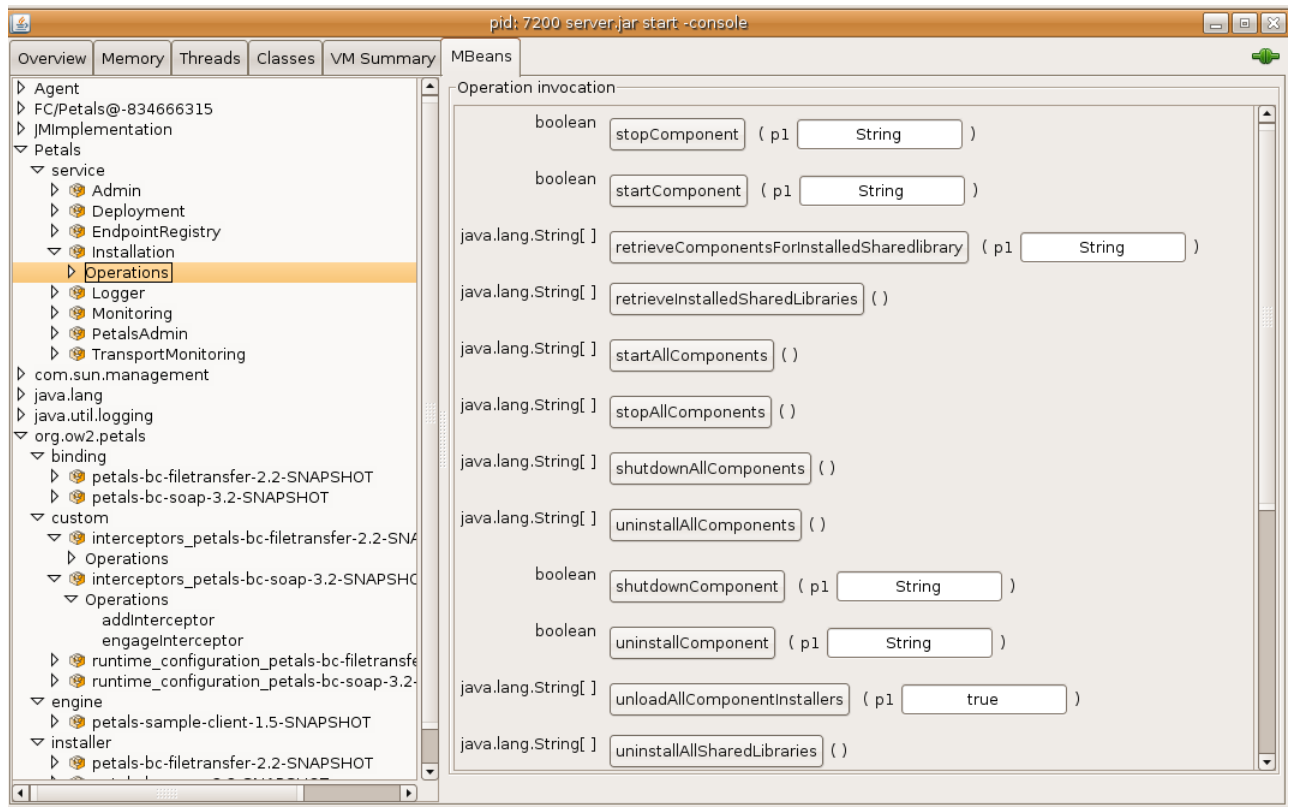 pid: 7200 server.jar start -console
Overview Memory Threads Classes VM Summary MBeans
Agent
FC/Petals@-834666315
JMImplementation
Petals
service
Admin
Deployment
EndpointRegistry
Installation
Operations
Logger
Monitoring
PetalsAdmin
TransportMonitoring
com.sun.management
java.lang
java.util.logging
org.ow2.petals
binding
petals-bc-filetransfer-2.2-SNAPSHOT
petals-bc-soap-3.2-SNAPSHOT
custom
interceptors_petals-bc-filetransfer-2.2-SNA
Operations
interceptors_petals-bc-soap-3.2-SNAPSHO
Operations
addInterceptor
engageInterceptor
runtime_configuration_petals-bc-filetransfe
runtime_configuration_petals-bc-soap-3.2-
engine
petals-sample-client-1.5-SNAPSHOT
installer
petals-bc-filetransfer-2.2-SNAPSHOT
Operation invocation
boolean stopComponent ( p1 String )
boolean startComponent ( p1 String )
java.lang.String[ ] retrieveComponentsForInstalledSharedlibrary ( p1 String )
java.lang.String[ ] retrieveInstalledSharedLibraries ( )
java.lang.String[ ] startAllComponents ( )
java.lang.String[ ] stopAllComponents ( )
java.lang.String[ ] shutdownAllComponents ( )
java.lang.String[ ] uninstallAllComponents ( )
boolean shutdownComponent ( p1 String )
boolean uninstallComponent ( p1 String )
java.lang.String[ ] unloadAllComponentInstallers ( p1 true )
java.lang.String[ ] uninstallAllSharedLibraries ( )